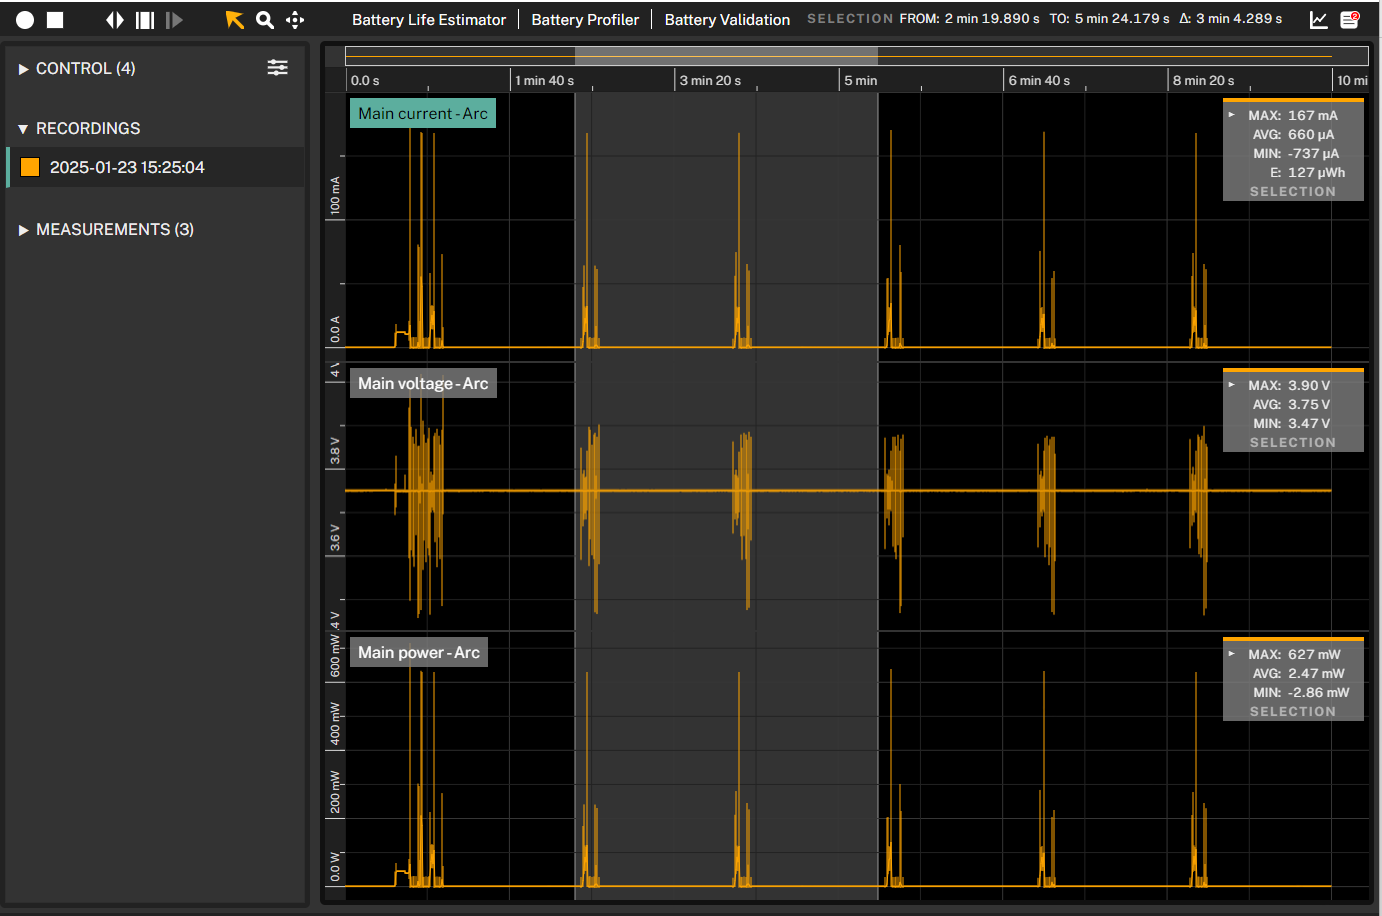 Battery Life Estimator
Battery Profiler
Battery Validation
SELECTION FROM: 2 min 19.890 s TO: 5 min 24.179 s Δ: 3 min 4.289 s
2
CONTROL (4)
RECORDINGS
2025-01-23 15:25:04
MEASUREMENTS (3)
0.0 s
1 min 40 s
3 min 20 s
5 min
6 min 40 s
8 min 20 s
10 mi
Main current - Arc
100 mA
0.0 A
MAX: 167 mA
AVG: 660 µA
MIN: -737 µA
E: 127 µWh
SELECTION
Main voltage - Arc
4 V
3.8 V
3.6 V
.4 V
MAX: 3.90 V
AVG: 3.75 V
MIN: 3.47 V
SELECTION
Main power - Arc
600 mW
400 mW
200 mW
0.0 W
MAX: 627 mW
AVG: 2.47 mW
MIN: -2.86 mW
SELECTION